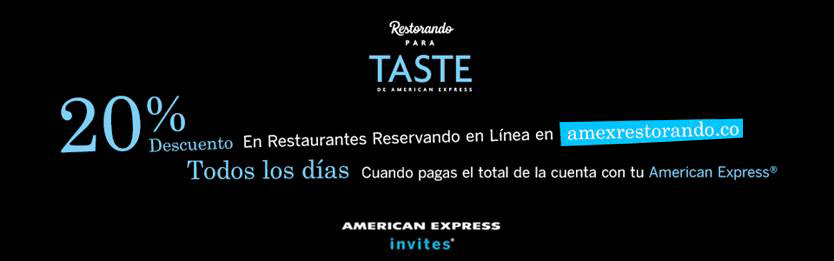 Restorando
PARA
TASTE
DE AMERICAN EXPRESS
20% Descuento En Restaurantes Reservando en Línea en amexrestorando.co
Todos los días Cuando pagas el total de la cuenta con tu American Express®
AMERICAN EXPRESS
invites*